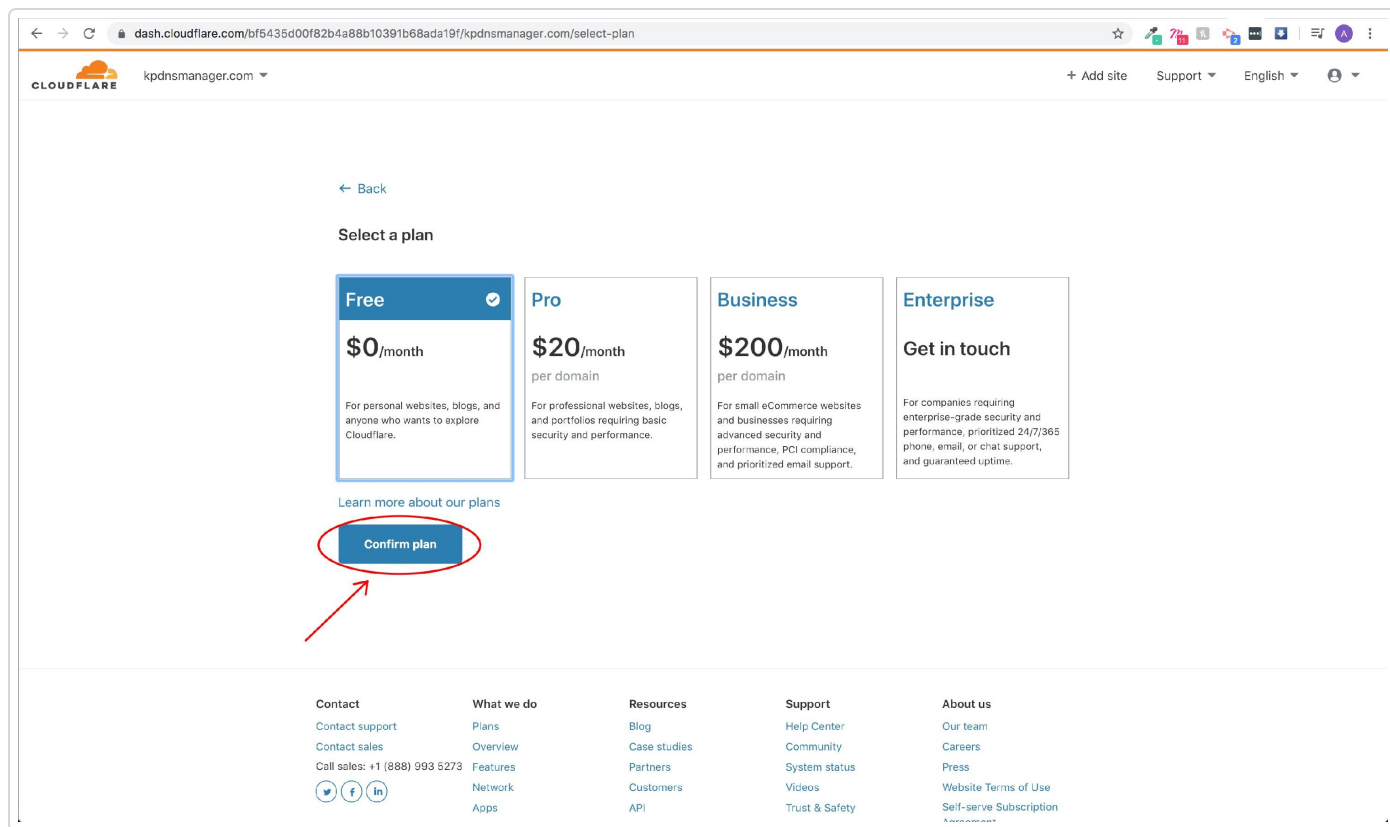 dash.cloudflare.com/bf5435d00f82b4a88b10391b68ada19f/kpdnsmanager.com/select-plan
11
2
A
CLOUDFLARE
kpdnsmanager.com
+ Add site
Support
English
← Back
Select a plan
Free
$0/month
For personal websites, blogs, and
anyone who wants to explore
Cloudflare.
Pro
$20/month
per domain
For professional websites, blogs,
and portfolios requiring basic
security and performance.
Business
$200/month
per domain
For small eCommerce websites
and businesses requiring
advanced security and
performance, PCI compliance,
and prioritized email support.
Enterprise
Get in touch
For companies requiring
enterprise-grade security and
performance, prioritized 24/7/365
phone, email, or chat support,
and guaranteed uptime.
Learn more about our plans
Confirm plan
Contact
Contact support
Contact sales
Call sales: +1 (888) 993 5273
What we do
Plans
Overview
Features
Network
Apps
Resources
Blog
Case studies
Partners
Customers
API
Support
Help Center
Community
System status
Videos
Trust & Safety
About us
Our team
Careers
Press
Website Terms of Use
Self-serve Subscription
Agreement